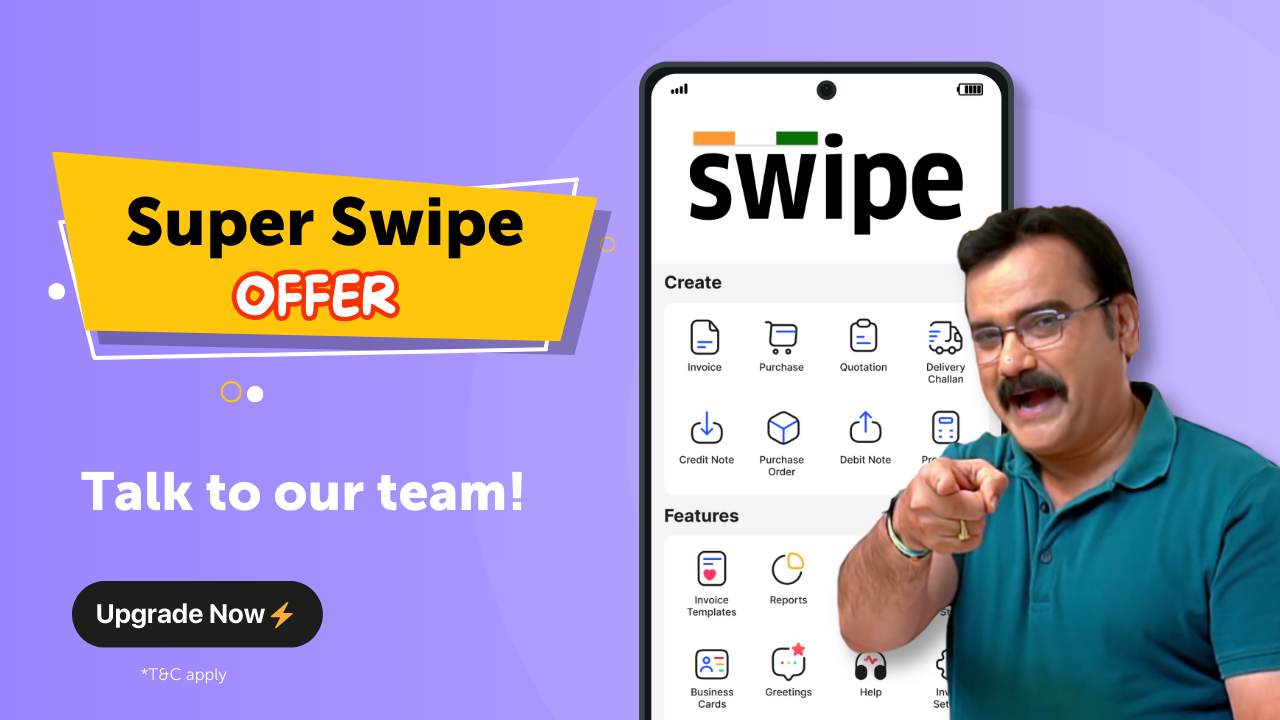 Super Swipe
OFFER
Talk to our team!
Upgrade Now
*T&C apply
swipe
Create
Invoice
Purchase
Quotation
Delivery
Challan
Credit Note
Purchase
Order
Debit Note
Features
Invoice
Templates
Reports
Business
Cards
Greetings
Help